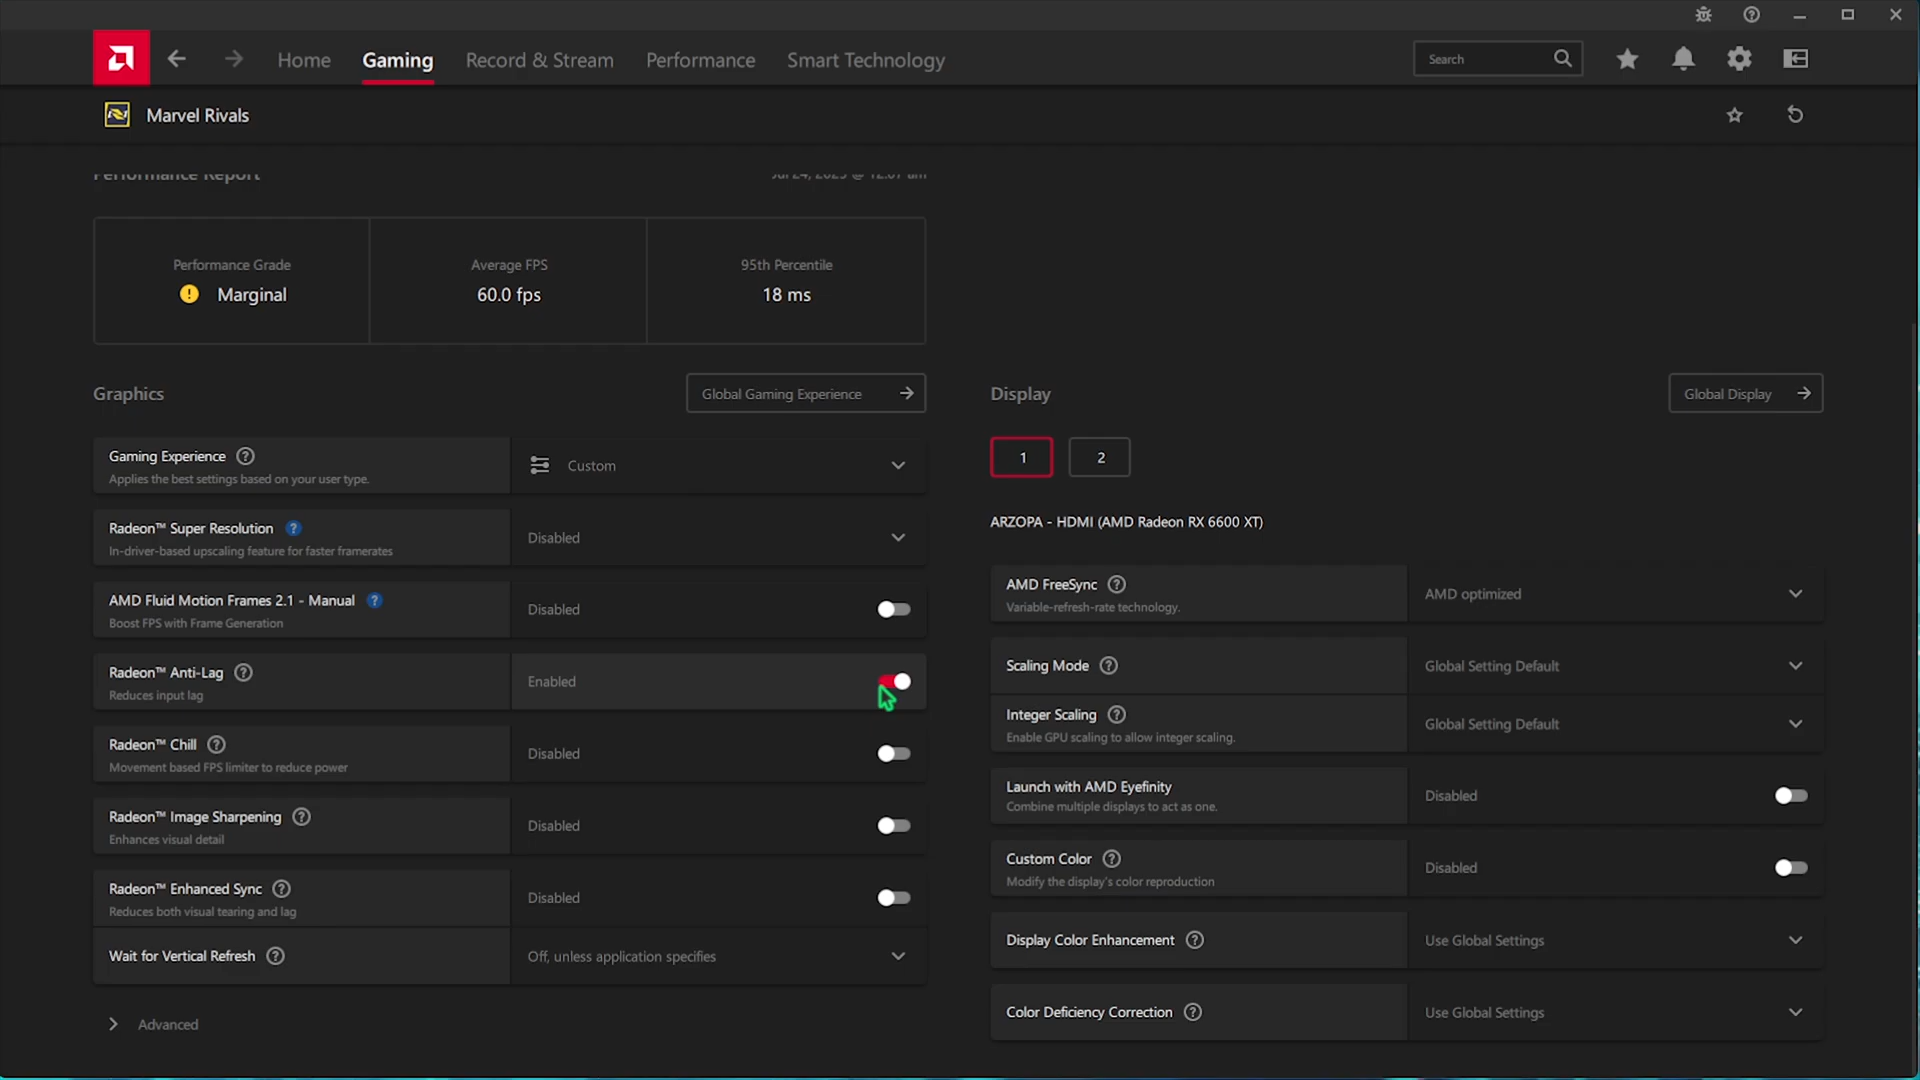 Home
Gaming
Record & Stream
Performance
Smart Technology
Search
Marvel Rivals
Performance Report
Performance Grade
Marginal
Average FPS
60.0 fps
95th Percentile
18 ms
Graphics
Global Gaming Experience
Gaming Experience
Applies the best settings based on your user type.
Custom
Radeon™ Super Resolution
In-driver-based upscaling feature for faster framerates
Disabled
AMD Fluid Motion Frames 2.1 - Manual
Boost FPS with Frame Generation
Disabled
Radeon™ Anti-Lag
Reduces input lag
Enabled
Radeon™ Chill
Movement based FPS limiter to reduce power
Disabled
Radeon™ Image Sharpening
Enhances visual detail
Disabled
Radeon™ Enhanced Sync
Reduces both visual tearing and lag
Disabled
Wait for Vertical Refresh
Off, unless application specifies
Advanced
Display
Global Display
1
2
ARZOPA - HDMI (AMD Radeon RX 6600 XT)
AMD FreeSync
Variable-refresh-rate technology.
AMD optimized
Scaling Mode
Global Setting Default
Integer Scaling
Enable GPU scaling to allow integer scaling.
Global Setting Default
Launch with AMD Eyefinity
Combine multiple displays to act as one.
Disabled
Custom Color
Modify the display's color reproduction
Disabled
Display Color Enhancement
Use Global Settings
Color Deficiency Correction
Use Global Settings